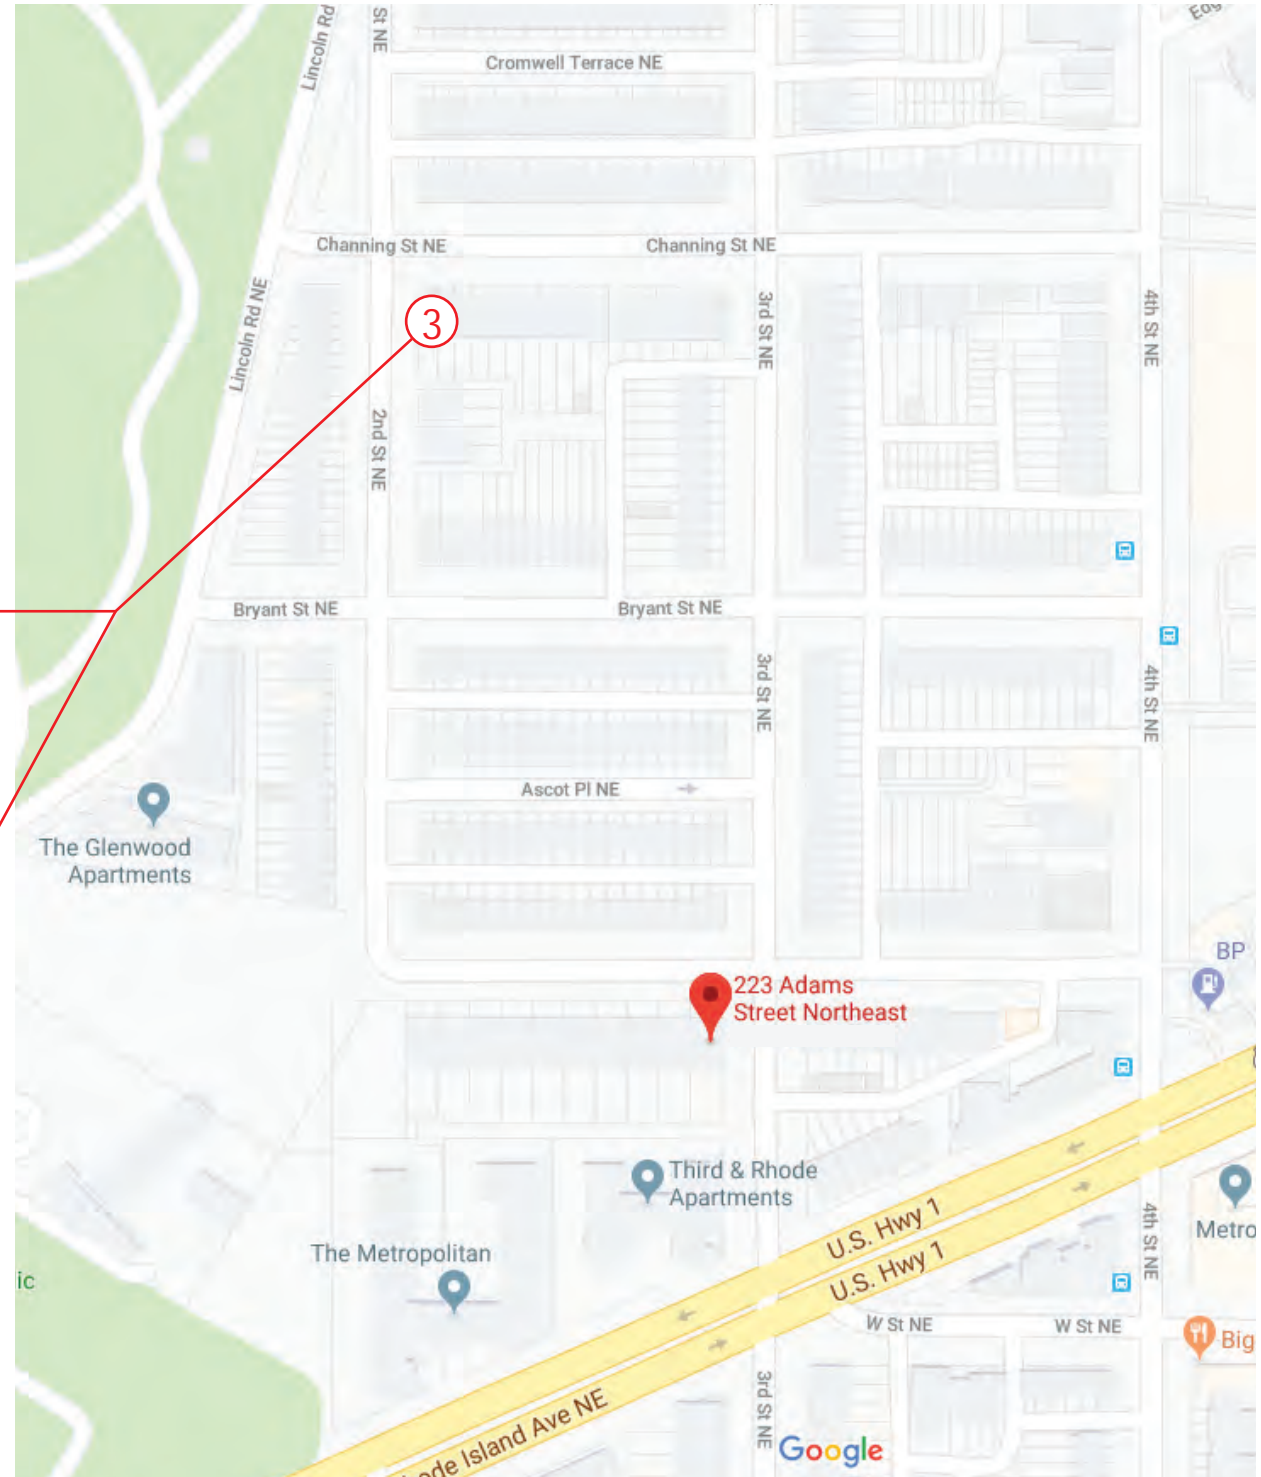 Lincoln Rd
St NE
Cromwell Terrace NE
Channing St NE
Channing St NE
Lincoln Rd NE
3
3rd St NE
4th St NE
2nd St NE
Bryant St NE
Bryant St NE
3rd St NE
4th St NE
Ascot Pl NE
The Glenwood
Apartments
BP
223 Adams
Street Northeast
Third & Rhode
Apartments
U.S. Hwy 1
U.S. Hwy 1
4th St NE
Metro
The Metropolitan
ic
W St NE
W St NE
Big
3rd St NE
ode Island Ave NE
Google